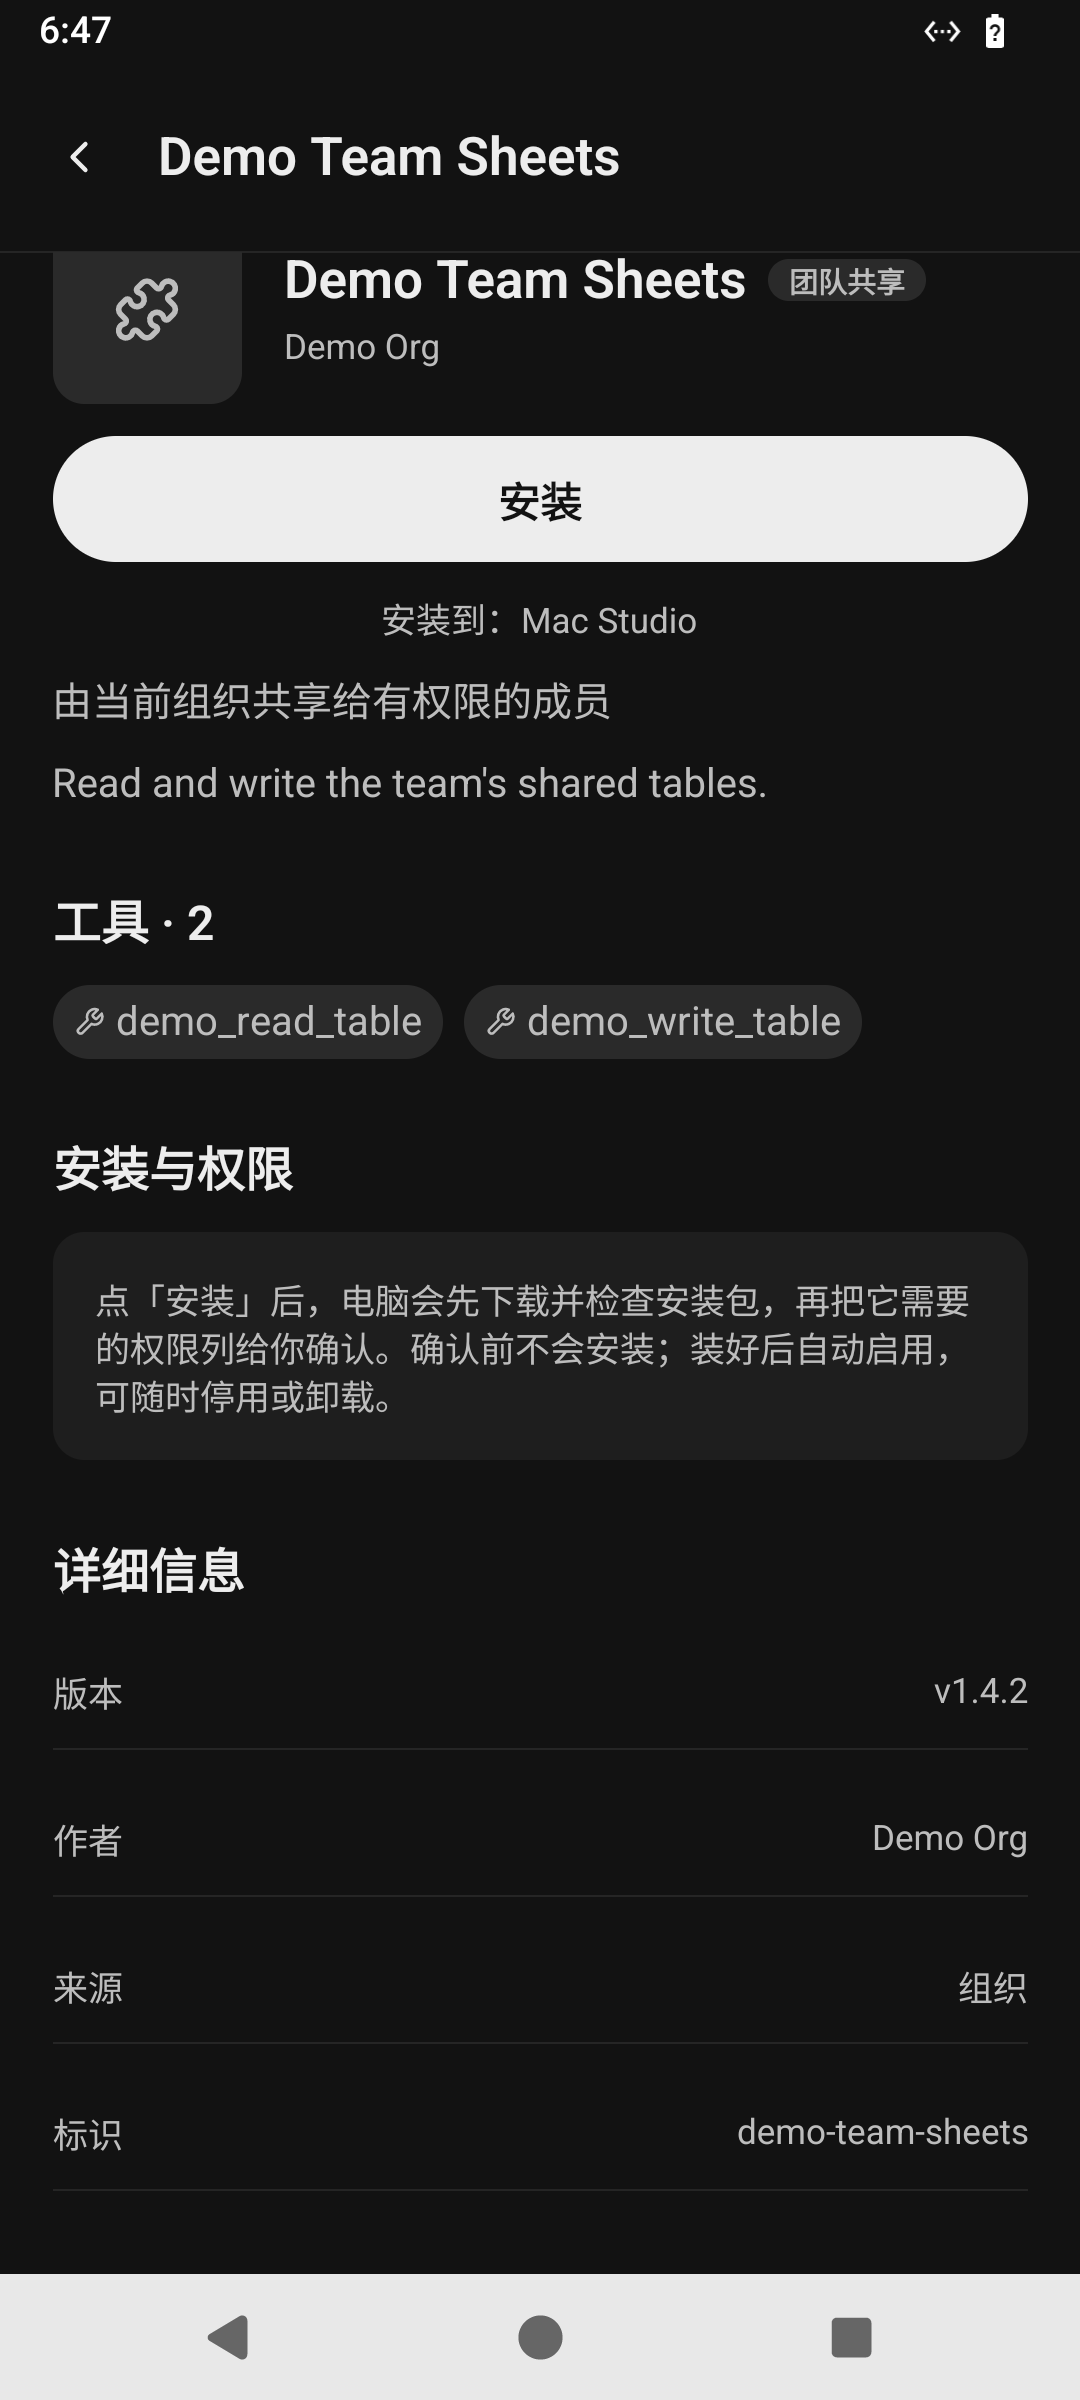 6:47
Demo Team Sheets
Demo Team Sheets 团队共享
Demo Org
安装
安装到：Mac Studio
由当前组织共享给有权限的成员
Read and write the team's shared tables.
工具 · 2
demo_read_table demo_write_table
安装与权限
点「安装」后，电脑会先下载并检查安装包，再把它需要
的权限列给你确认。确认前不会安装；装好后自动启用，
可随时停用或卸载。
详细信息
版本 v1.4.2
作者 Demo Org
来源 组织
标识 demo-team-sheets